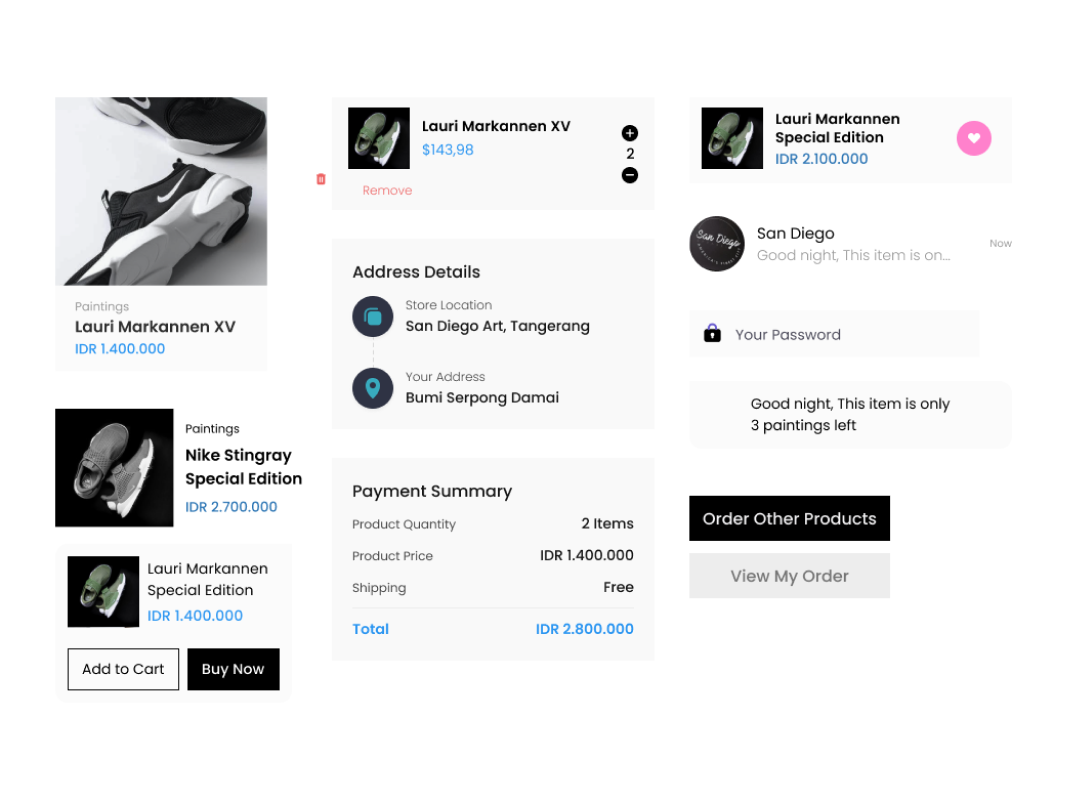 Paintings
Lauri Markannen XV
IDR 1.400.000
Paintings
Nike Stingray
Special Edition
IDR 2.700.000
Lauri Markannen
Special Edition
IDR 1.400.000
Add to Cart
Buy Now
Lauri Markannen XV
$143,98
2
Remove
Address Details
Store Location
San Diego Art, Tangerang
Your Address
Bumi Serpong Damai
Payment Summary
Product Quantity 2 Items
Product Price IDR 1.400.000
Shipping Free
Total IDR 2.800.000
Lauri Markannen
Special Edition
IDR 2.100.000
San Diego
San Diego
Now
Good night, This item is on...
Your Password
Good night, This item is only
3 paintings left
Order Other Products
View My Order